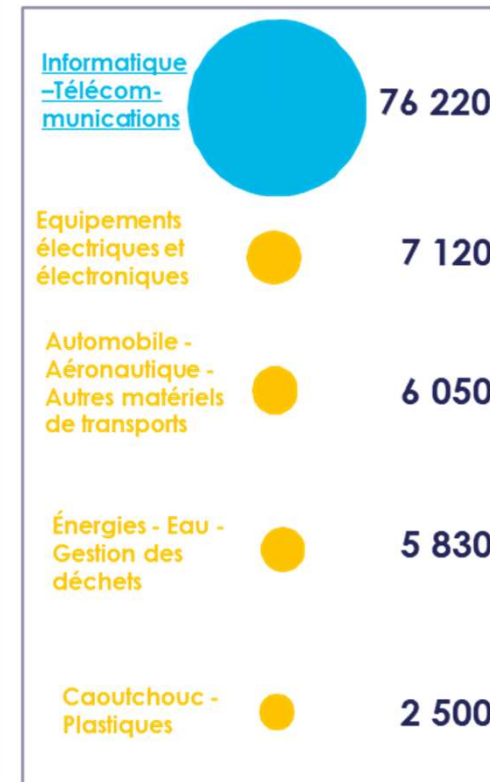 Informatique
–Télécom-
munications
76 220
Equipements
électriques et
électroniques
7 120
Automobile -
Aéronautique -
Autres matériels
de transports
6 050
Énergies - Eau -
Gestion des
déchets
5 830
Caoutchouc -
Plastiques
2 500